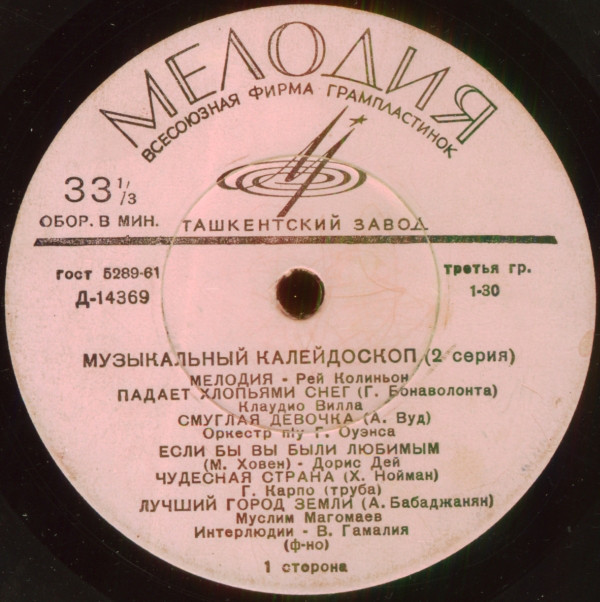 МЕЛОДИЯ
ВСЕСОЮЗНАЯ ФИРМА ГРАМПЛАСТИНОК
33 1/3
ОБОР. В МИН.
ТАШКЕНТСКИЙ ЗАВОД
ГОСТ 5289-61
Д-14369
третья гр.
1-30
МУЗЫКАЛЬНЫЙ КАЛЕЙДОСКОП (2 серия)
МЕЛОДИЯ - Рей Колиньон
ПАДАЕТ ХЛОПЬЯМИ СНЕГ (Г. Бонаволонта)
Клаудио Вилла
СМУГЛАЯ ДЕВОЧКА (А. Вуд)
Оркестр п/у Г. Оуэнса
ЕСЛИ БЫ ВЫ БЫЛИ ЛЮБИМЫМ
(М. Ховен) - Дорис Дей
ЧУДЕСНАЯ СТРАНА (Х. Нойман)
Г. Карпо (труба)
ЛУЧШИЙ ГОРОД ЗЕМЛИ (А. Бабаджанян)
Муслим Магомаев
Интерлюдии - В. Гамалия
(ф-но)
1 сторона